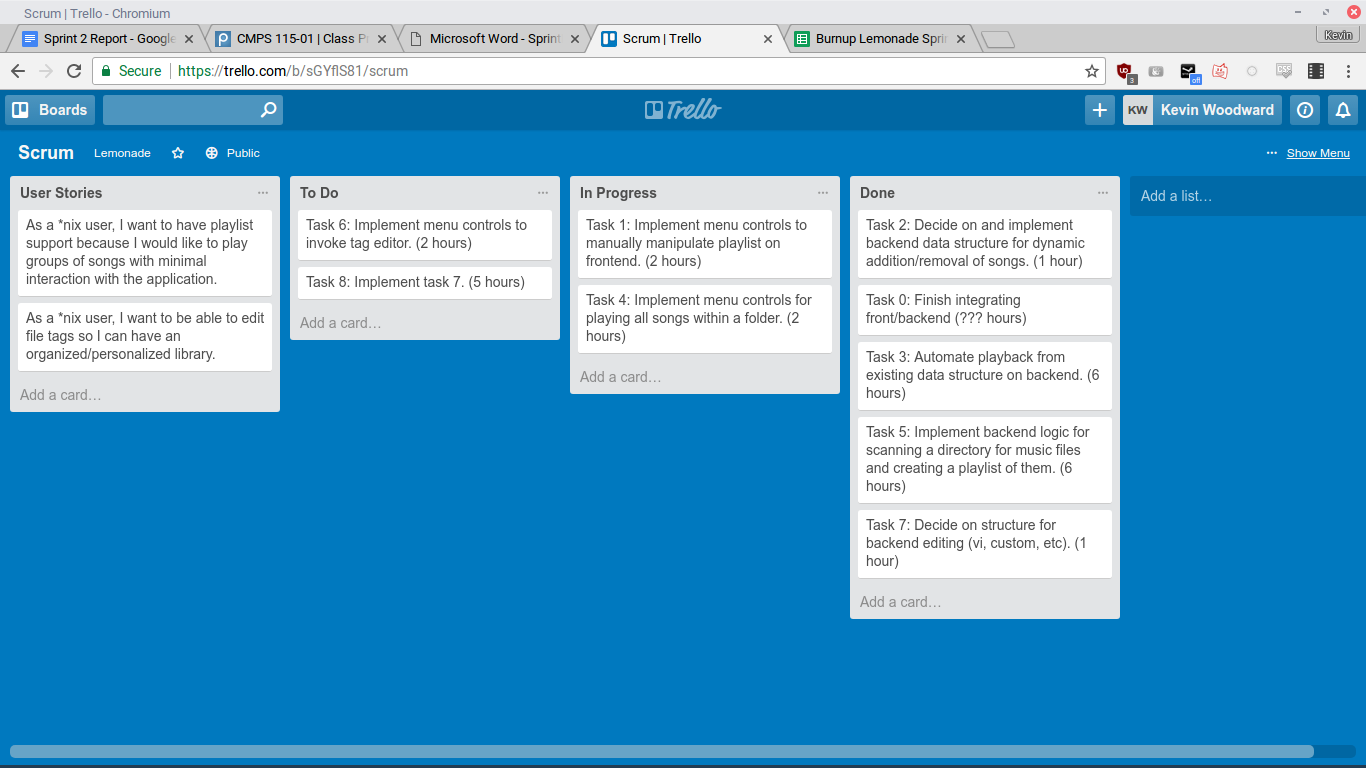 Scrum | Trello - Chromium
Sprint 2 Report - Google
CMPS 115-01 | Class P
Microsoft Word - Sprint
Scrum | Trello
Burnup Lemonade Sprin
Kevin
Secure
https://trello.com/b/sGYflS81/scrum
3
off
CSS
Boards
Trello
KW
Kevin Woodward
Scrum
Lemonade
Public
Show Menu
User Stories
As a *nix user, I want to have playlist
support because I would like to play
groups of songs with minimal
interaction with the application.
As a *nix user, I want to be able to edit
file tags so I can have an
organized/personalized library.
Add a card…
To Do
Task 6: Implement menu controls to
invoke tag editor. (2 hours)
Task 8: Implement task 7. (5 hours)
Add a card…
In Progress
Task 1: Implement menu controls to
manually manipulate playlist on
frontend. (2 hours)
Task 4: Implement menu controls for
playing all songs within a folder. (2
hours)
Add a card…
Done
Task 2: Decide on and implement
backend data structure for dynamic
addition/removal of songs. (1 hour)
Task 0: Finish integrating
front/backend (??? hours)
Task 3: Automate playback from
existing data structure on backend. (6
hours)
Task 5: Implement backend logic for
scanning a directory for music files
and creating a playlist of them. (6
hours)
Task 7: Decide on structure for
backend editing (vi, custom, etc). (1
hour)
Add a card…
Add a list…